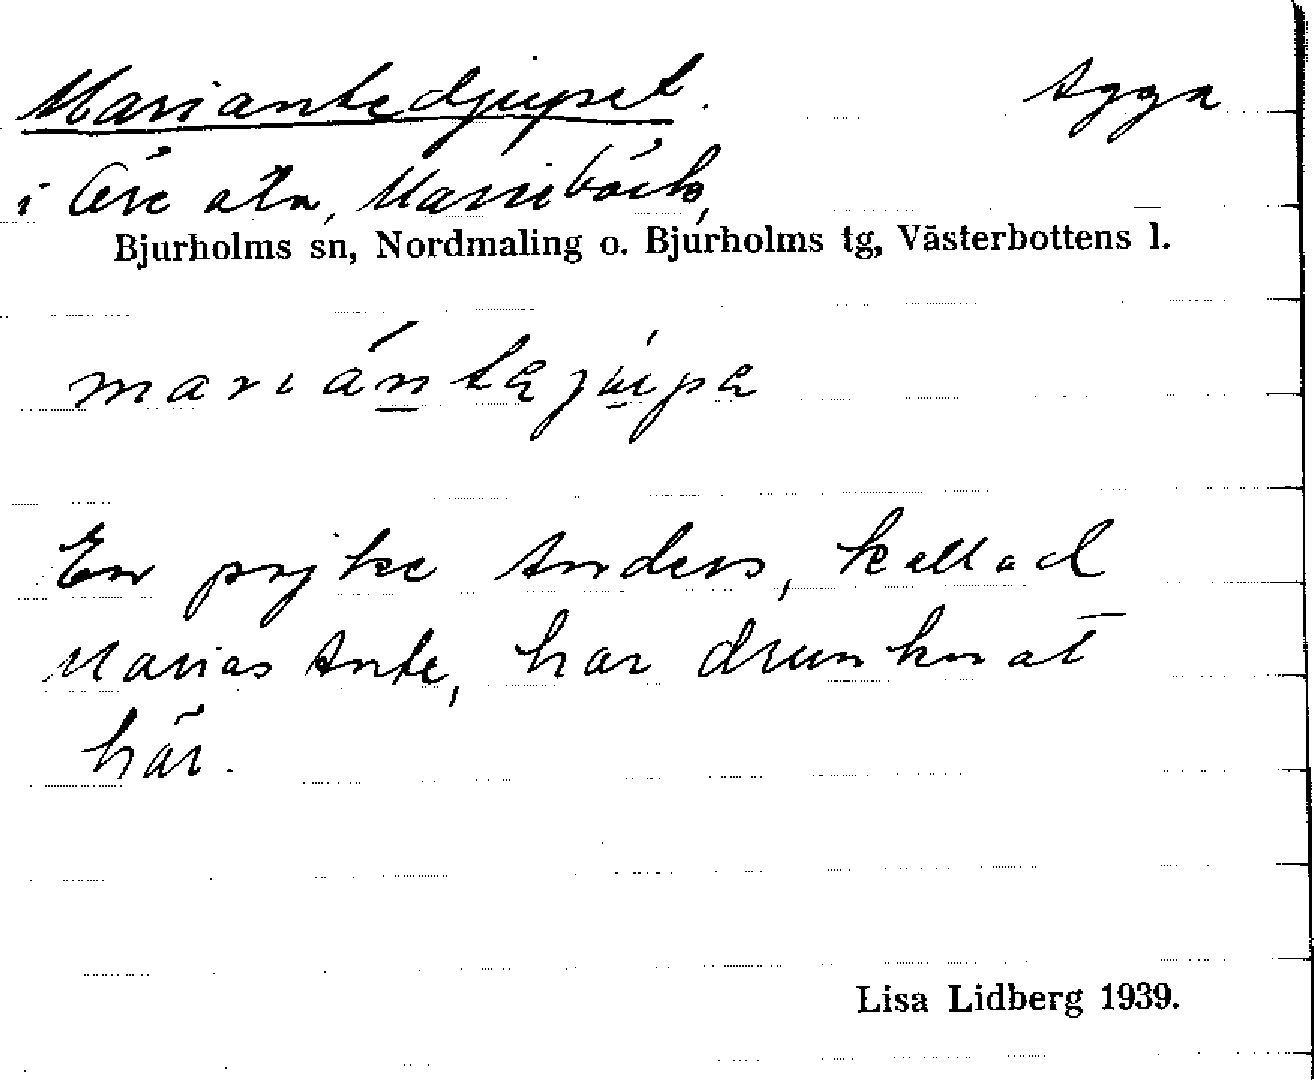 Mariantedjupet. Agga
i Öre älv, Mariebäck,
Bjurholms sn, Nordmaling o. Bjurholms tg, Västerbottens l.
En pojke Anders, kallad
Marias Ante, har drunknat
här.
Lisa Lidberg 1939.